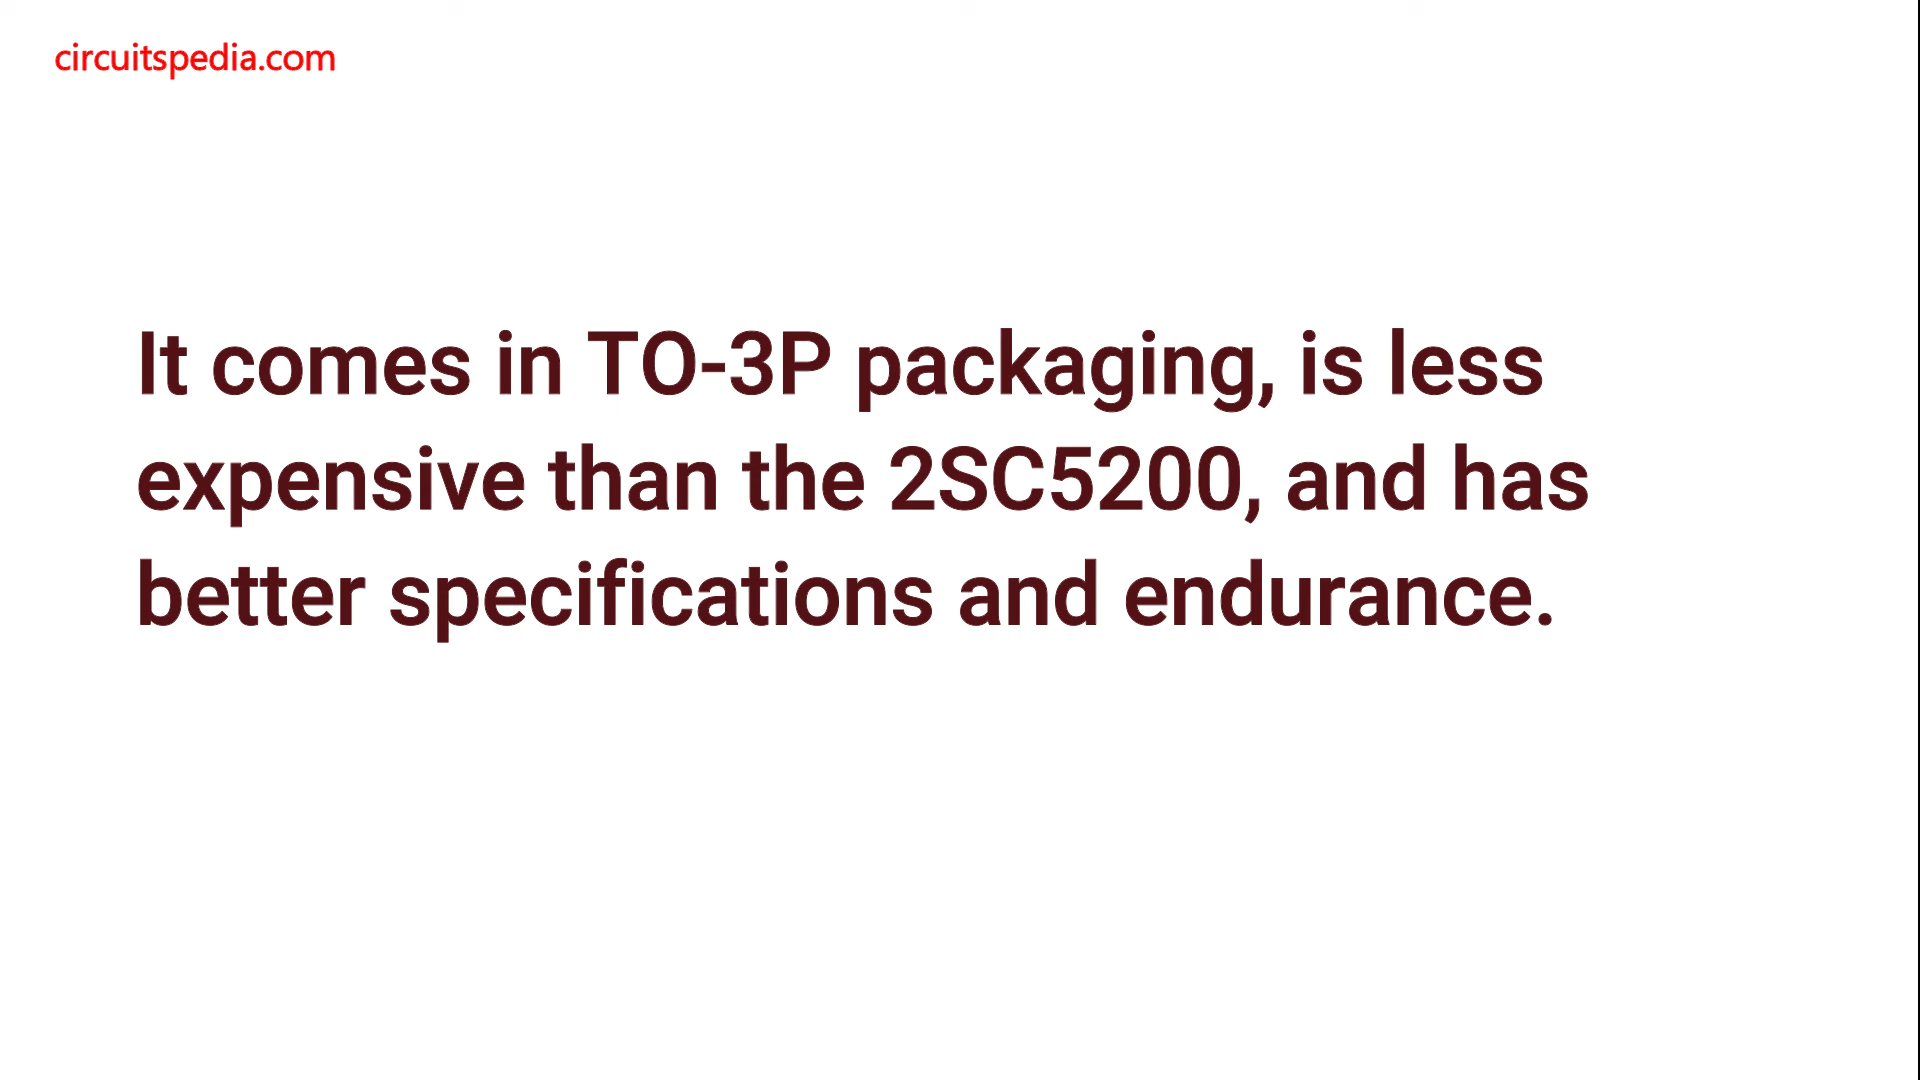 circuitspedia.com
It comes in TO-3P packaging, is less
expensive than the 2SC5200, and has
better specifications and endurance.